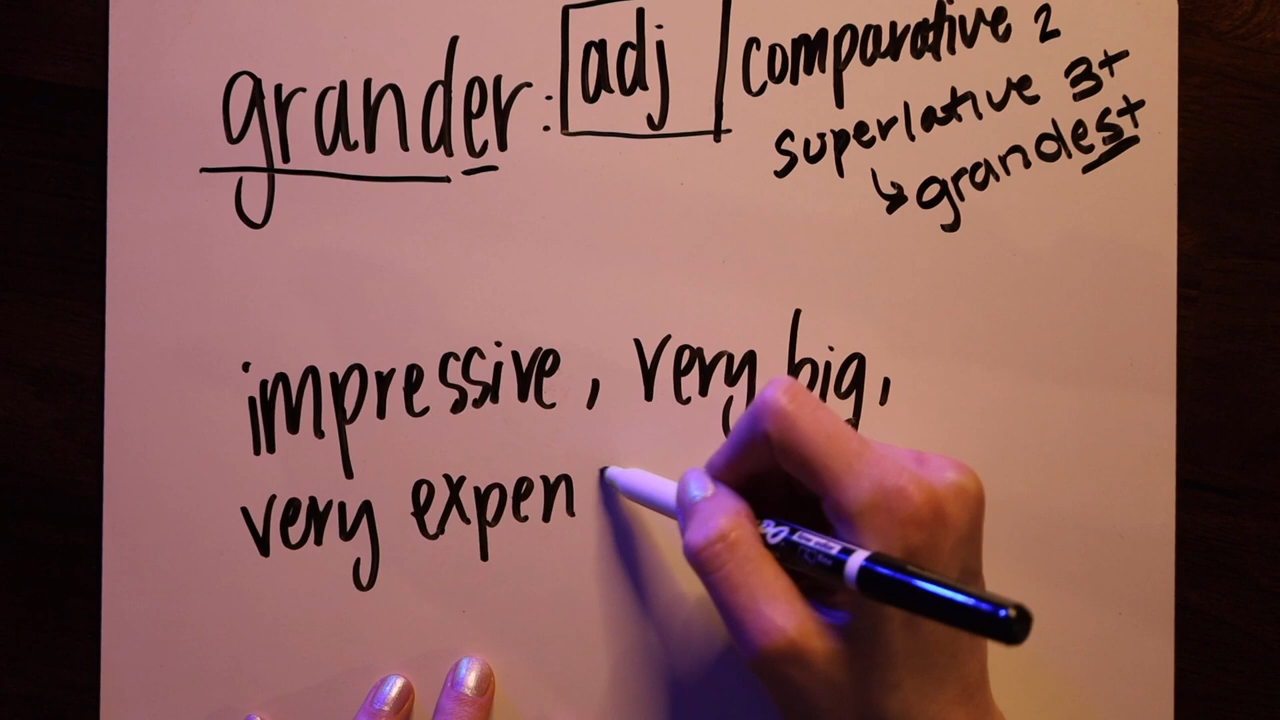 grander: adj comparative 2
superlative 3+
↳ grandest
impressive, very big,
very expen